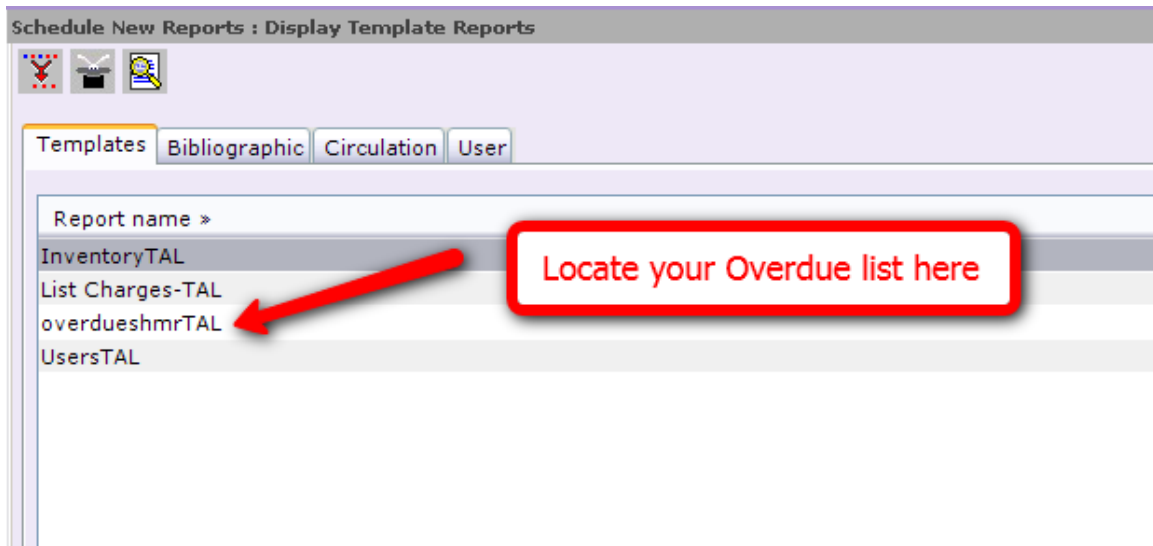 Schedule New Reports : Display Template Reports
Templates Bibliographic Circulation User
Report name »
InventoryTAL
Locate your Overdue list here
List Charges-TAL
overdueshmrTAL
UsersTAL